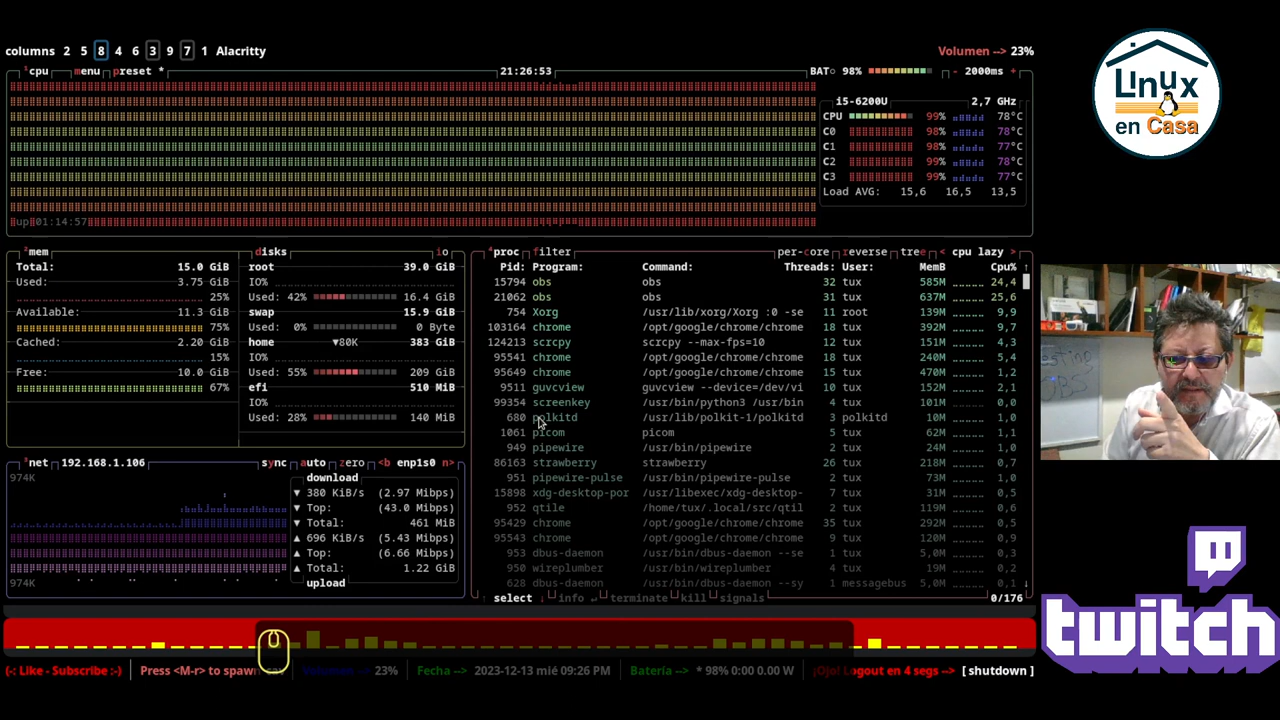 columns 2 5 8 4 6 3 9 7 1 Alacritty Volumen --> 23%
¹cpu menu preset * 21:26:53 BAT○ 98% - 2000ms +
i5-6200U 2,7 GHz
CPU 99% 78°C
C0 98% 78°C
C1 98% 77°C
C2 99% 78°C
C3 99% 77°C
Load AVG: 15,6 16,5 13,5
up 01:14:57
LInux
en Casa
²mem
Total: 15.0 GiB
Used: 3.75 GiB
25%
Available: 11.3 GiB
75%
Cached: 2.20 GiB
15%
Free: 10.0 GiB
67%
disks io
root 39.0 GiB
IO%
Used: 42% 16.4 GiB
swap 15.9 GiB
Used: 0% 0 Byte
home ▼80K 383 GiB
IO%
Used: 55% 209 GiB
efi 510 MiB
IO%
Used: 28% 140 MiB
³net 192.168.1.106 sync auto zero <b enp1s0 n>
974K
download
▼ 380 KiB/s (2.97 Mibps)
▼ Top: (43.0 Mibps)
▼ Total: 461 MiB
▲ 696 KiB/s (5.43 Mibps)
▲ Top: (6.66 Mibps)
▲ Total: 1.22 GiB
974K upload
⁴proc filter per-core reverse tree < cpu lazy >
Pid: Program: Command: Threads: User: MemB Cpu% ↑
15794 obs obs 32 tux 585M 24,4
21062 obs obs 31 tux 637M 25,6
754 Xorg /usr/lib/xorg/Xorg :0 -se 11 root 139M 9,9
103164 chrome /opt/google/chrome/chrome 18 tux 392M 9,7
124213 scrcpy scrcpy --max-fps=10 12 tux 151M 4,3
95541 chrome /opt/google/chrome/chrome 18 tux 240M 5,4
95649 chrome /opt/google/chrome/chrome 15 tux 470M 1,2
9511 guvcview guvcview --device=/dev/vi 10 tux 152M 2,1
99354 screenkey /usr/bin/python3 /usr/bin 4 tux 101M 0,0
680 polkitd /usr/lib/polkit-1/polkitd 3 polkitd 10M 1,0
1061 picom picom 5 tux 62M 1,1
949 pipewire /usr/bin/pipewire 2 tux 24M 1,0
86163 strawberry strawberry 26 tux 218M 0,7
951 pipewire-pulse /usr/bin/pipewire-pulse 2 tux 73M 1,0
15898 xdg-desktop-por /usr/libexec/xdg-desktop- 7 tux 31M 0,5
952 qtile /home/tux/.local/src/qtil 2 tux 119M 0,6
95429 chrome /opt/google/chrome/chrome 35 tux 292M 0,5
95543 chrome /opt/google/chrome/chrome 9 tux 120M 0,9
953 dbus-daemon /usr/bin/dbus-daemon --se 1 tux 5,0M 0,3
950 wireplumber /usr/bin/wireplumber 4 tux 19M 0,2
628 dbus-daemon /usr/bin/dbus-daemon --sy 1 messagebus 5,0M 0,1 ↓
↑ select ↓ info ↵ terminate kill signals 0/176
OBS
twitch
(-: Like - Subscribe :-) Press <M-r> to spawn 23% Fecha --> 2023-12-13 mié 09:26 PM Batería --> * 98% 0:00 0.00 W ¡Ojo! Logout en 4 segs --> [ shutdown ]